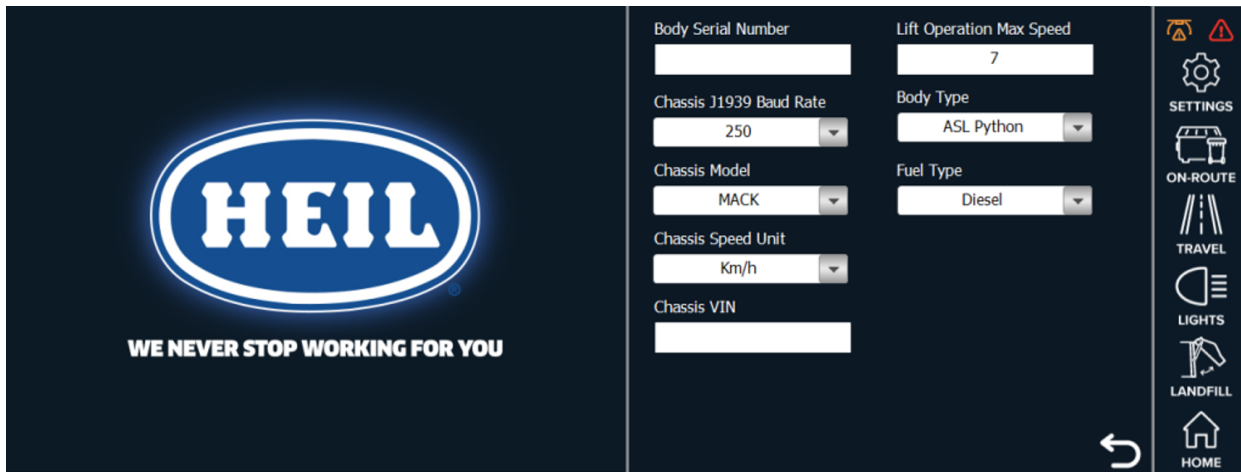 HEIL
®
WE NEVER STOP WORKING FOR YOU
Body Serial Number
Chassis J1939 Baud Rate
250
Chassis Model
MACK
Chassis Speed Unit
Km/h
Chassis VIN
Lift Operation Max Speed
7
Body Type
ASL Python
Fuel Type
Diesel
SETTINGS
ON-ROUTE
TRAVEL
LIGHTS
LANDFILL
HOME